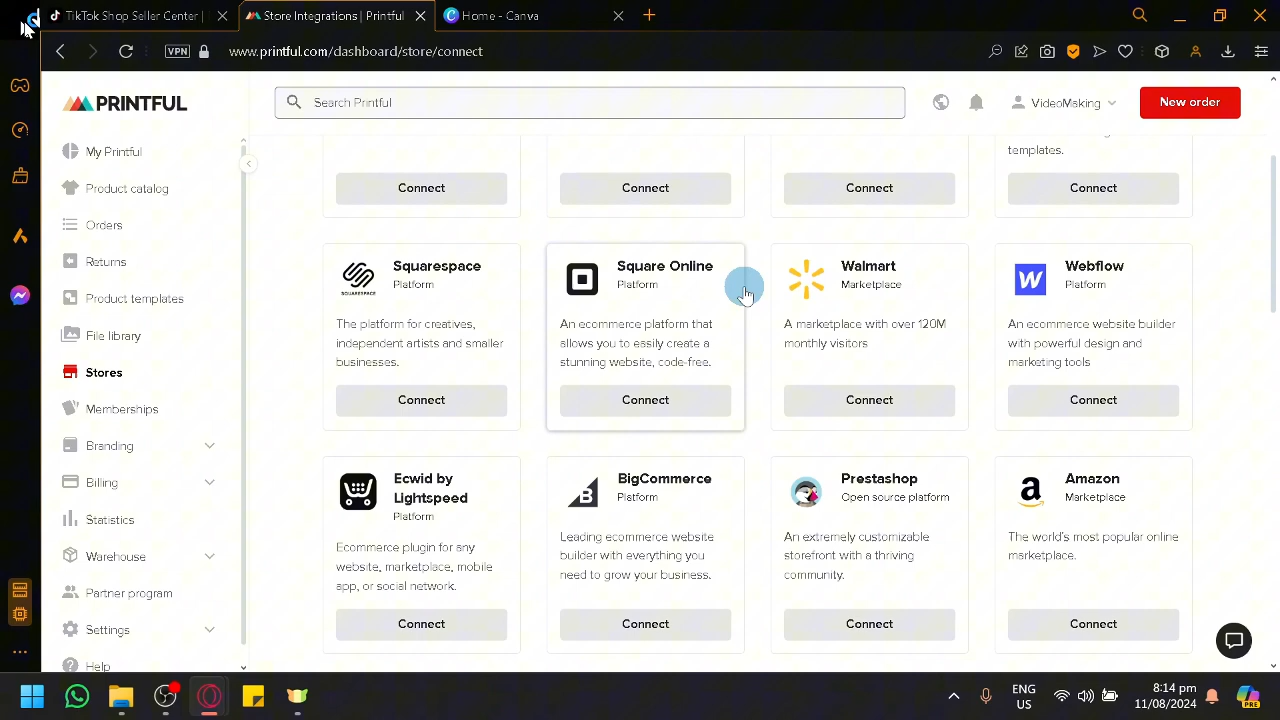 TikTok Shop Seller Center |
Store Integrations | Printful
Home - Canva
VPN
www.printful.com/dashboard/store/connect
PRINTFUL
Search Printful
VideoMaking
New order
My Printful
Product catalog
Orders
Returns
Product templates
File library
Stores
Memberships
Branding
Billing
Statistics
Warehouse
Partner program
Settings
Help
templates.
Connect
Connect
Connect
Connect
SQUARESPACE
Squarespace
Platform
The platform for creatives,
independent artists and smaller
businesses.
Connect
Square Online
Platform
An ecommerce platform that
allows you to easily create a
stunning website, code-free.
Connect
Walmart
Marketplace
A marketplace with over 120M
monthly visitors
Connect
W
Webflow
Platform
An ecommerce website builder
with powerful design and
marketing tools
Connect
Ecwid by
Lightspeed
Platform
Ecommerce plugin for any
website, marketplace, mobile
app, or social network.
Connect
B
BigCommerce
Platform
Leading ecommerce website
builder with everything you
need to grow your business.
Connect
Prestashop
Open source platform
An extremely customizable
storefront with a thriving
community.
Connect
a
Amazon
Marketplace
The world's most popular online
marketplace.
Connect
ENG
US
8:14 pm
11/08/2024
PRE